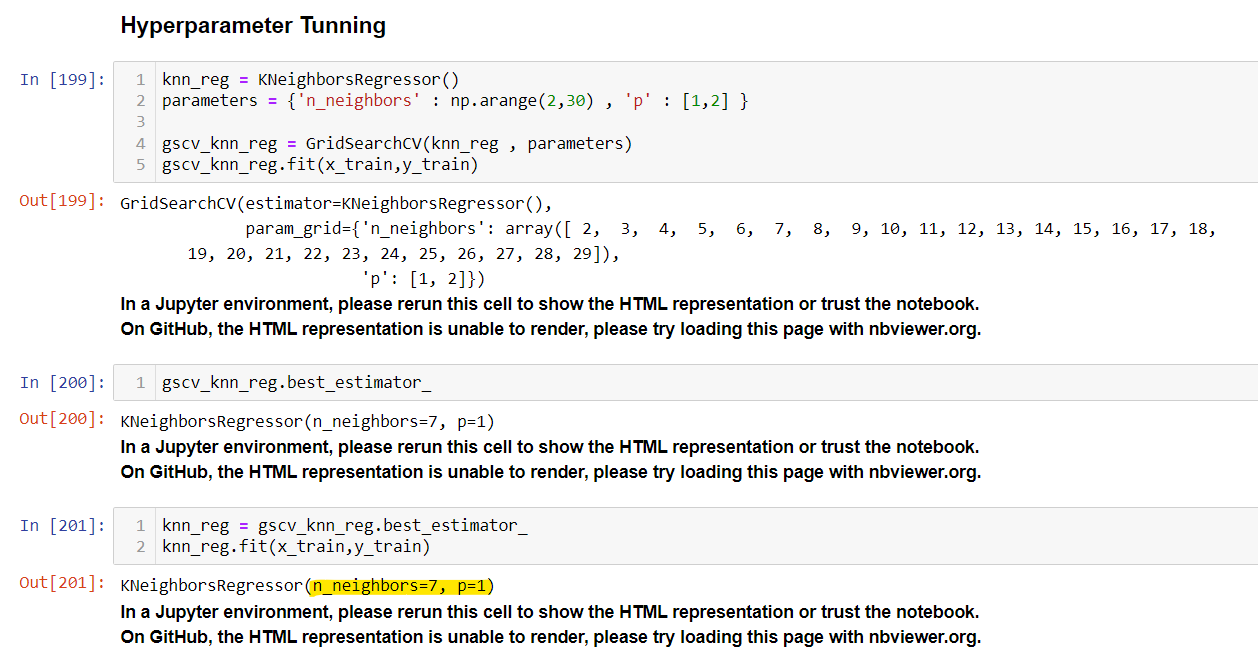 Hyperparameter Tunning
In [199]:
1 knn_reg = KNeighborsRegressor()
2 parameters = {'n_neighbors' : np.arange(2,30) , 'p' : [1,2] }
3
4 gscv_knn_reg = GridSearchCV(knn_reg , parameters)
5 gscv_knn_reg.fit(x_train,y_train)
Out[199]: GridSearchCV(estimator=KNeighborsRegressor(),
param_grid={'n_neighbors': array([ 2, 3, 4, 5, 6, 7, 8, 9, 10, 11, 12, 13, 14, 15, 16, 17, 18,
19, 20, 21, 22, 23, 24, 25, 26, 27, 28, 29]),
'p': [1, 2]})
In a Jupyter environment, please rerun this cell to show the HTML representation or trust the notebook.
On GitHub, the HTML representation is unable to render, please try loading this page with nbviewer.org.
In [200]: 1 gscv_knn_reg.best_estimator_
Out[200]: KNeighborsRegressor(n_neighbors=7, p=1)
In a Jupyter environment, please rerun this cell to show the HTML representation or trust the notebook.
On GitHub, the HTML representation is unable to render, please try loading this page with nbviewer.org.
In [201]: 1 knn_reg = gscv_knn_reg.best_estimator_
2 knn_reg.fit(x_train,y_train)
Out[201]: KNeighborsRegressor(n_neighbors=7, p=1)
In a Jupyter environment, please rerun this cell to show the HTML representation or trust the notebook.
On GitHub, the HTML representation is unable to render, please try loading this page with nbviewer.org.